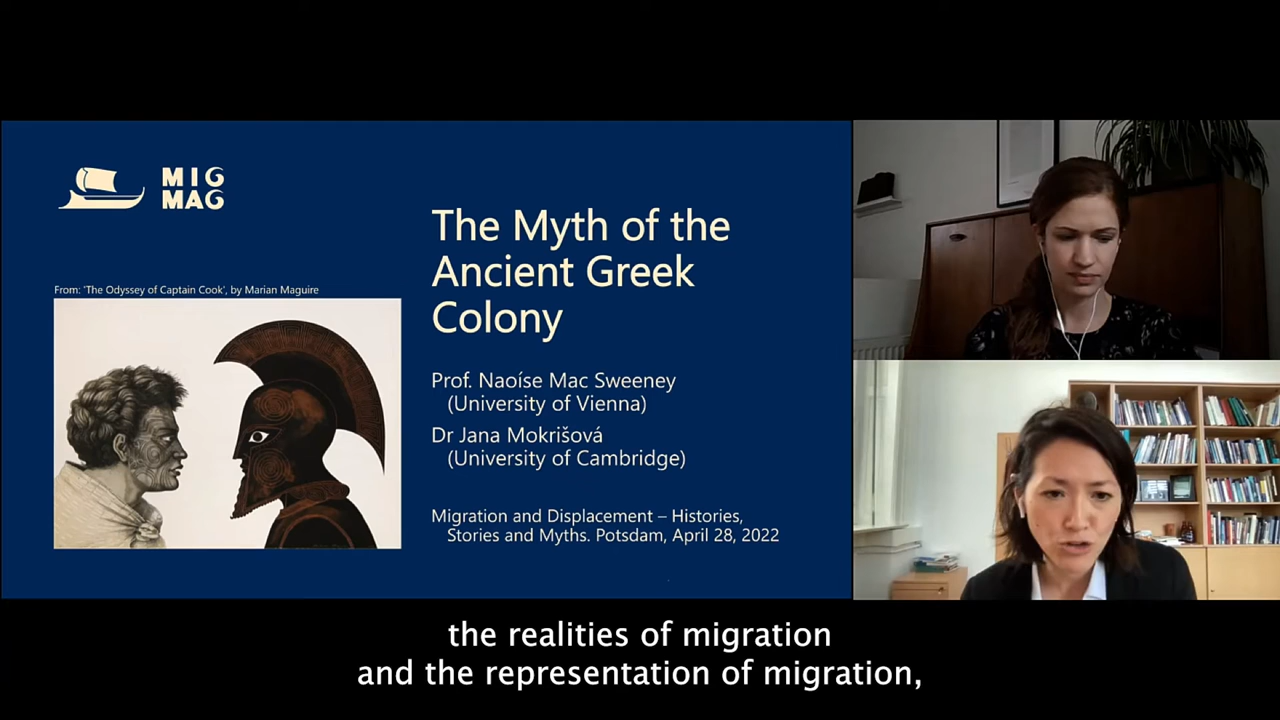 MIG
MAG
The Myth of the
Ancient Greek
Colony
From: 'The Odyssey of Captain Cook', by Marian Maguire
Prof. Naoíse Mac Sweeney
(University of Vienna)
Dr Jana Mokrišová
(University of Cambridge)
Migration and Displacement – Histories,
Stories and Myths. Potsdam, April 28, 2022
the realities of migration
and the representation of migration,